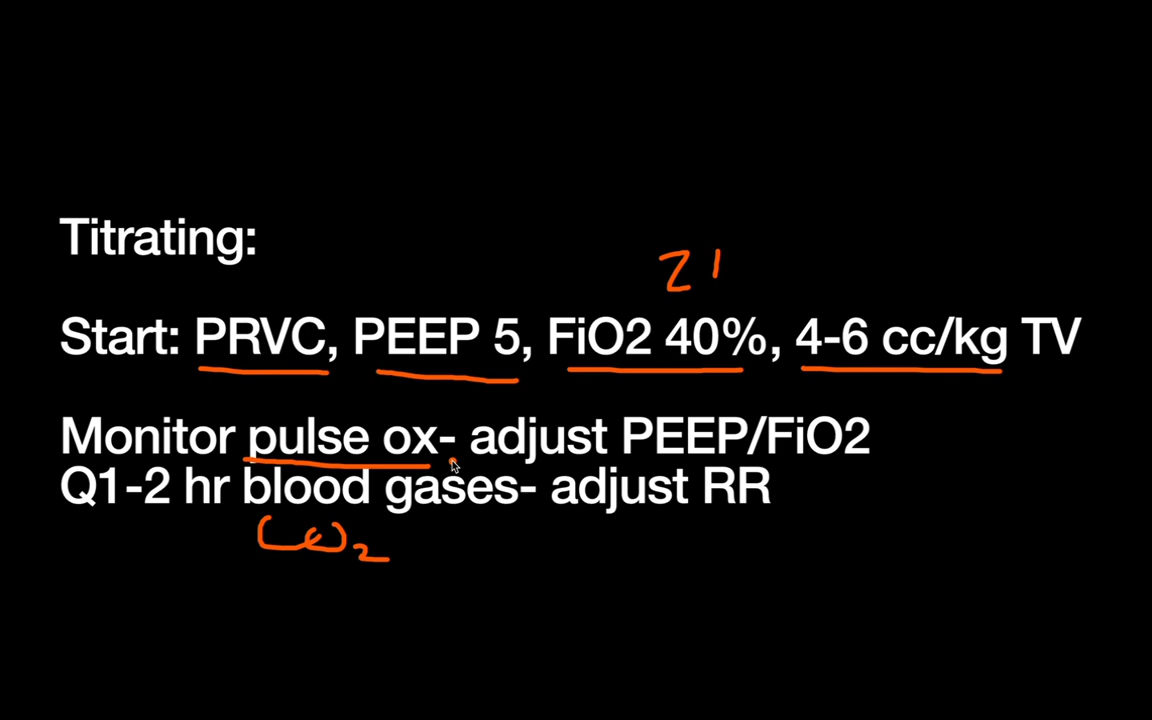 Titrating:
21
Start: PRVC, PEEP 5, FiO2 40%, 4-6 cc/kg TV
Monitor pulse ox- adjust PEEP/FiO2
Q1-2 hr blood gases- adjust RR
CO2